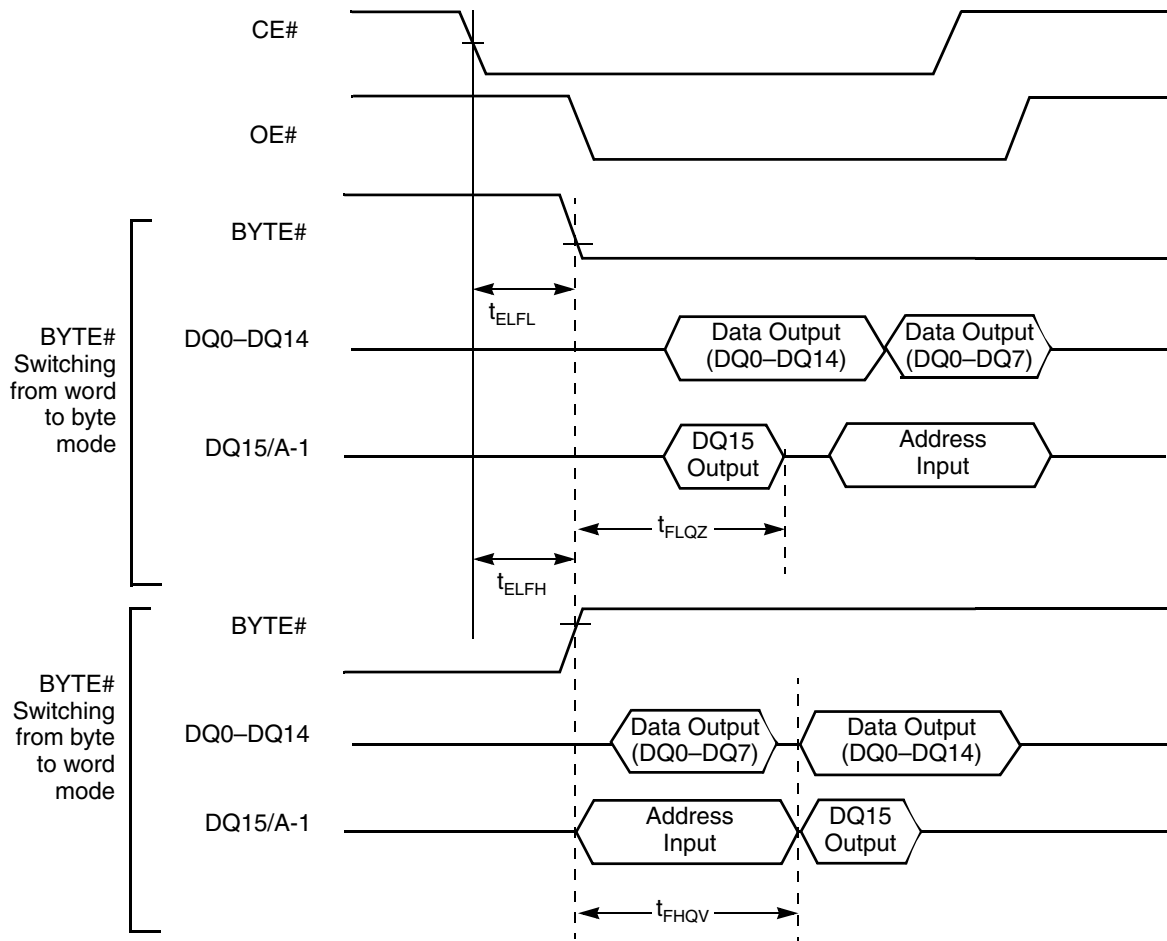 CE#
OE#
BYTE#
Switching
from word
to byte
mode
BYTE#
tELFL
DQ0–DQ14
Data Output
(DQ0–DQ14)
Data Output
(DQ0–DQ7)
DQ15/A-1
DQ15
Output
Address
Input
tFLQZ
tELFH
BYTE#
Switching
from byte
to word
mode
BYTE#
DQ0–DQ14
Data Output
(DQ0–DQ7)
Data Output
(DQ0–DQ14)
DQ15/A-1
Address
Input
DQ15
Output
tFHQV